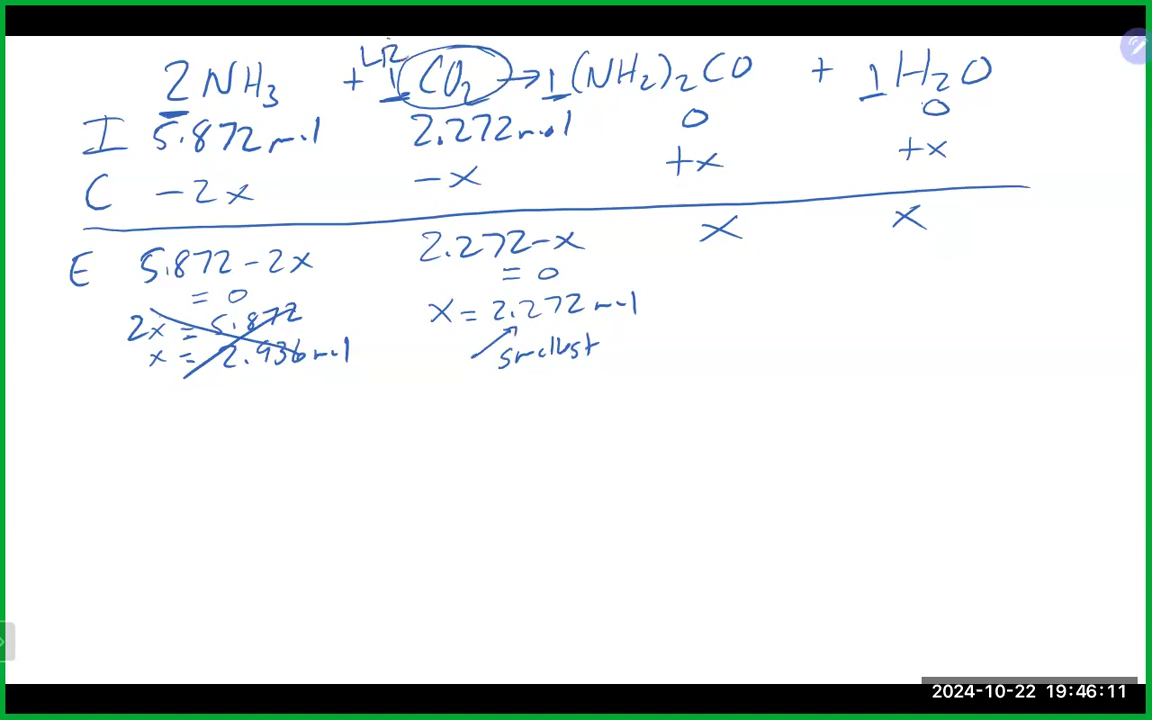 LR
2NH₃ + 1CO₂ → 1(NH₂)₂CO + 1H₂O
I 5.872 mol 2.272 mol 0 0
C -2x -x +x +x
E 5.872-2x 2.272-x x x
= 0 = 0
2x = 5.872 x = 2.272 mol
x = 2.936 mol smallest
2024-10-22 19:46:11